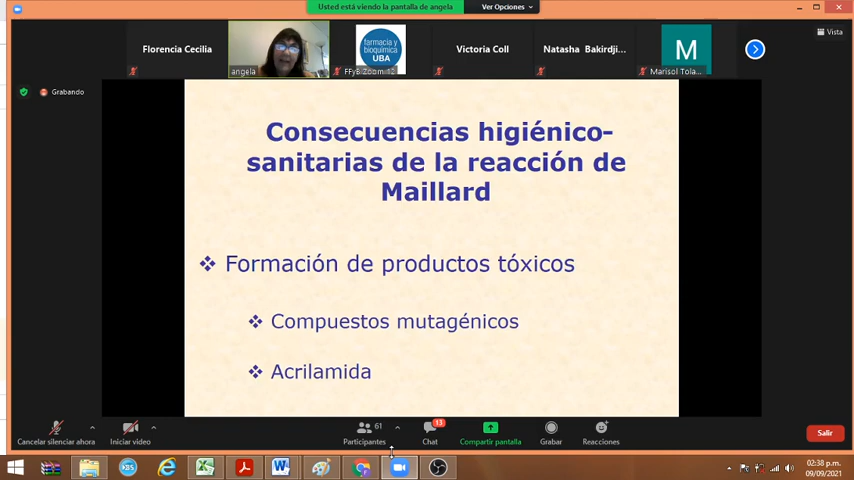 Usted está viendo la pantalla de angela
Ver Opciones
Vista
Florencia Cecilia
angela
farmacia y
bioquímica
UBA
FFyB Zoom 12
Victoria Coll
Natasha Bakirdji...
M
Marisol Tola...
Grabando
Consecuencias higiénico-
sanitarias de la reacción de
Maillard
Formación de productos tóxicos
Compuestos mutagénicos
Acrilamida
Cancelar silenciar ahora
Iniciar video
61
Participantes
13
Chat
Compartir pantalla
Grabar
Reacciones
Salir
02:38 p.m.
09/09/2021